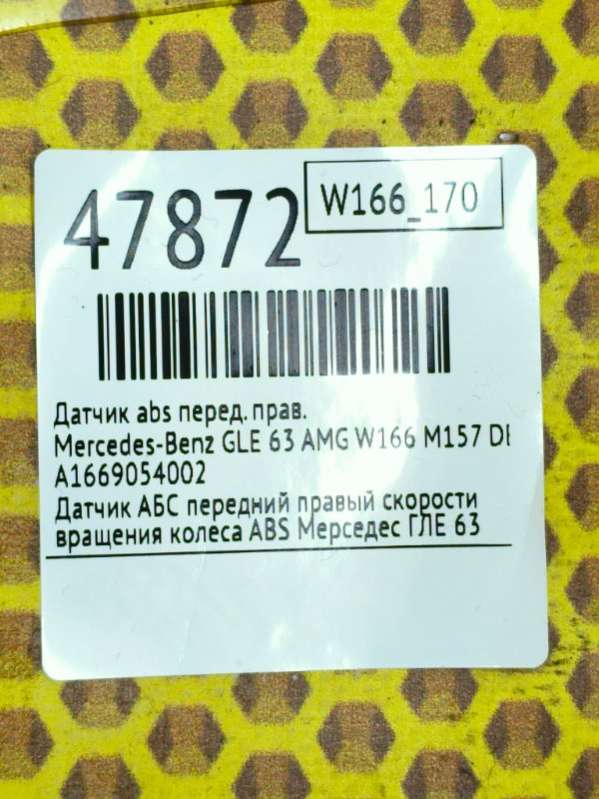 47872
W166_170
Датчик abs перед. прав.
Mercedes-Benz GLE 63 AMG W166 M157 DE
A1669054002
Датчик АБС передний правый скорости
вращения колеса ABS Мерседес ГЛЕ 63